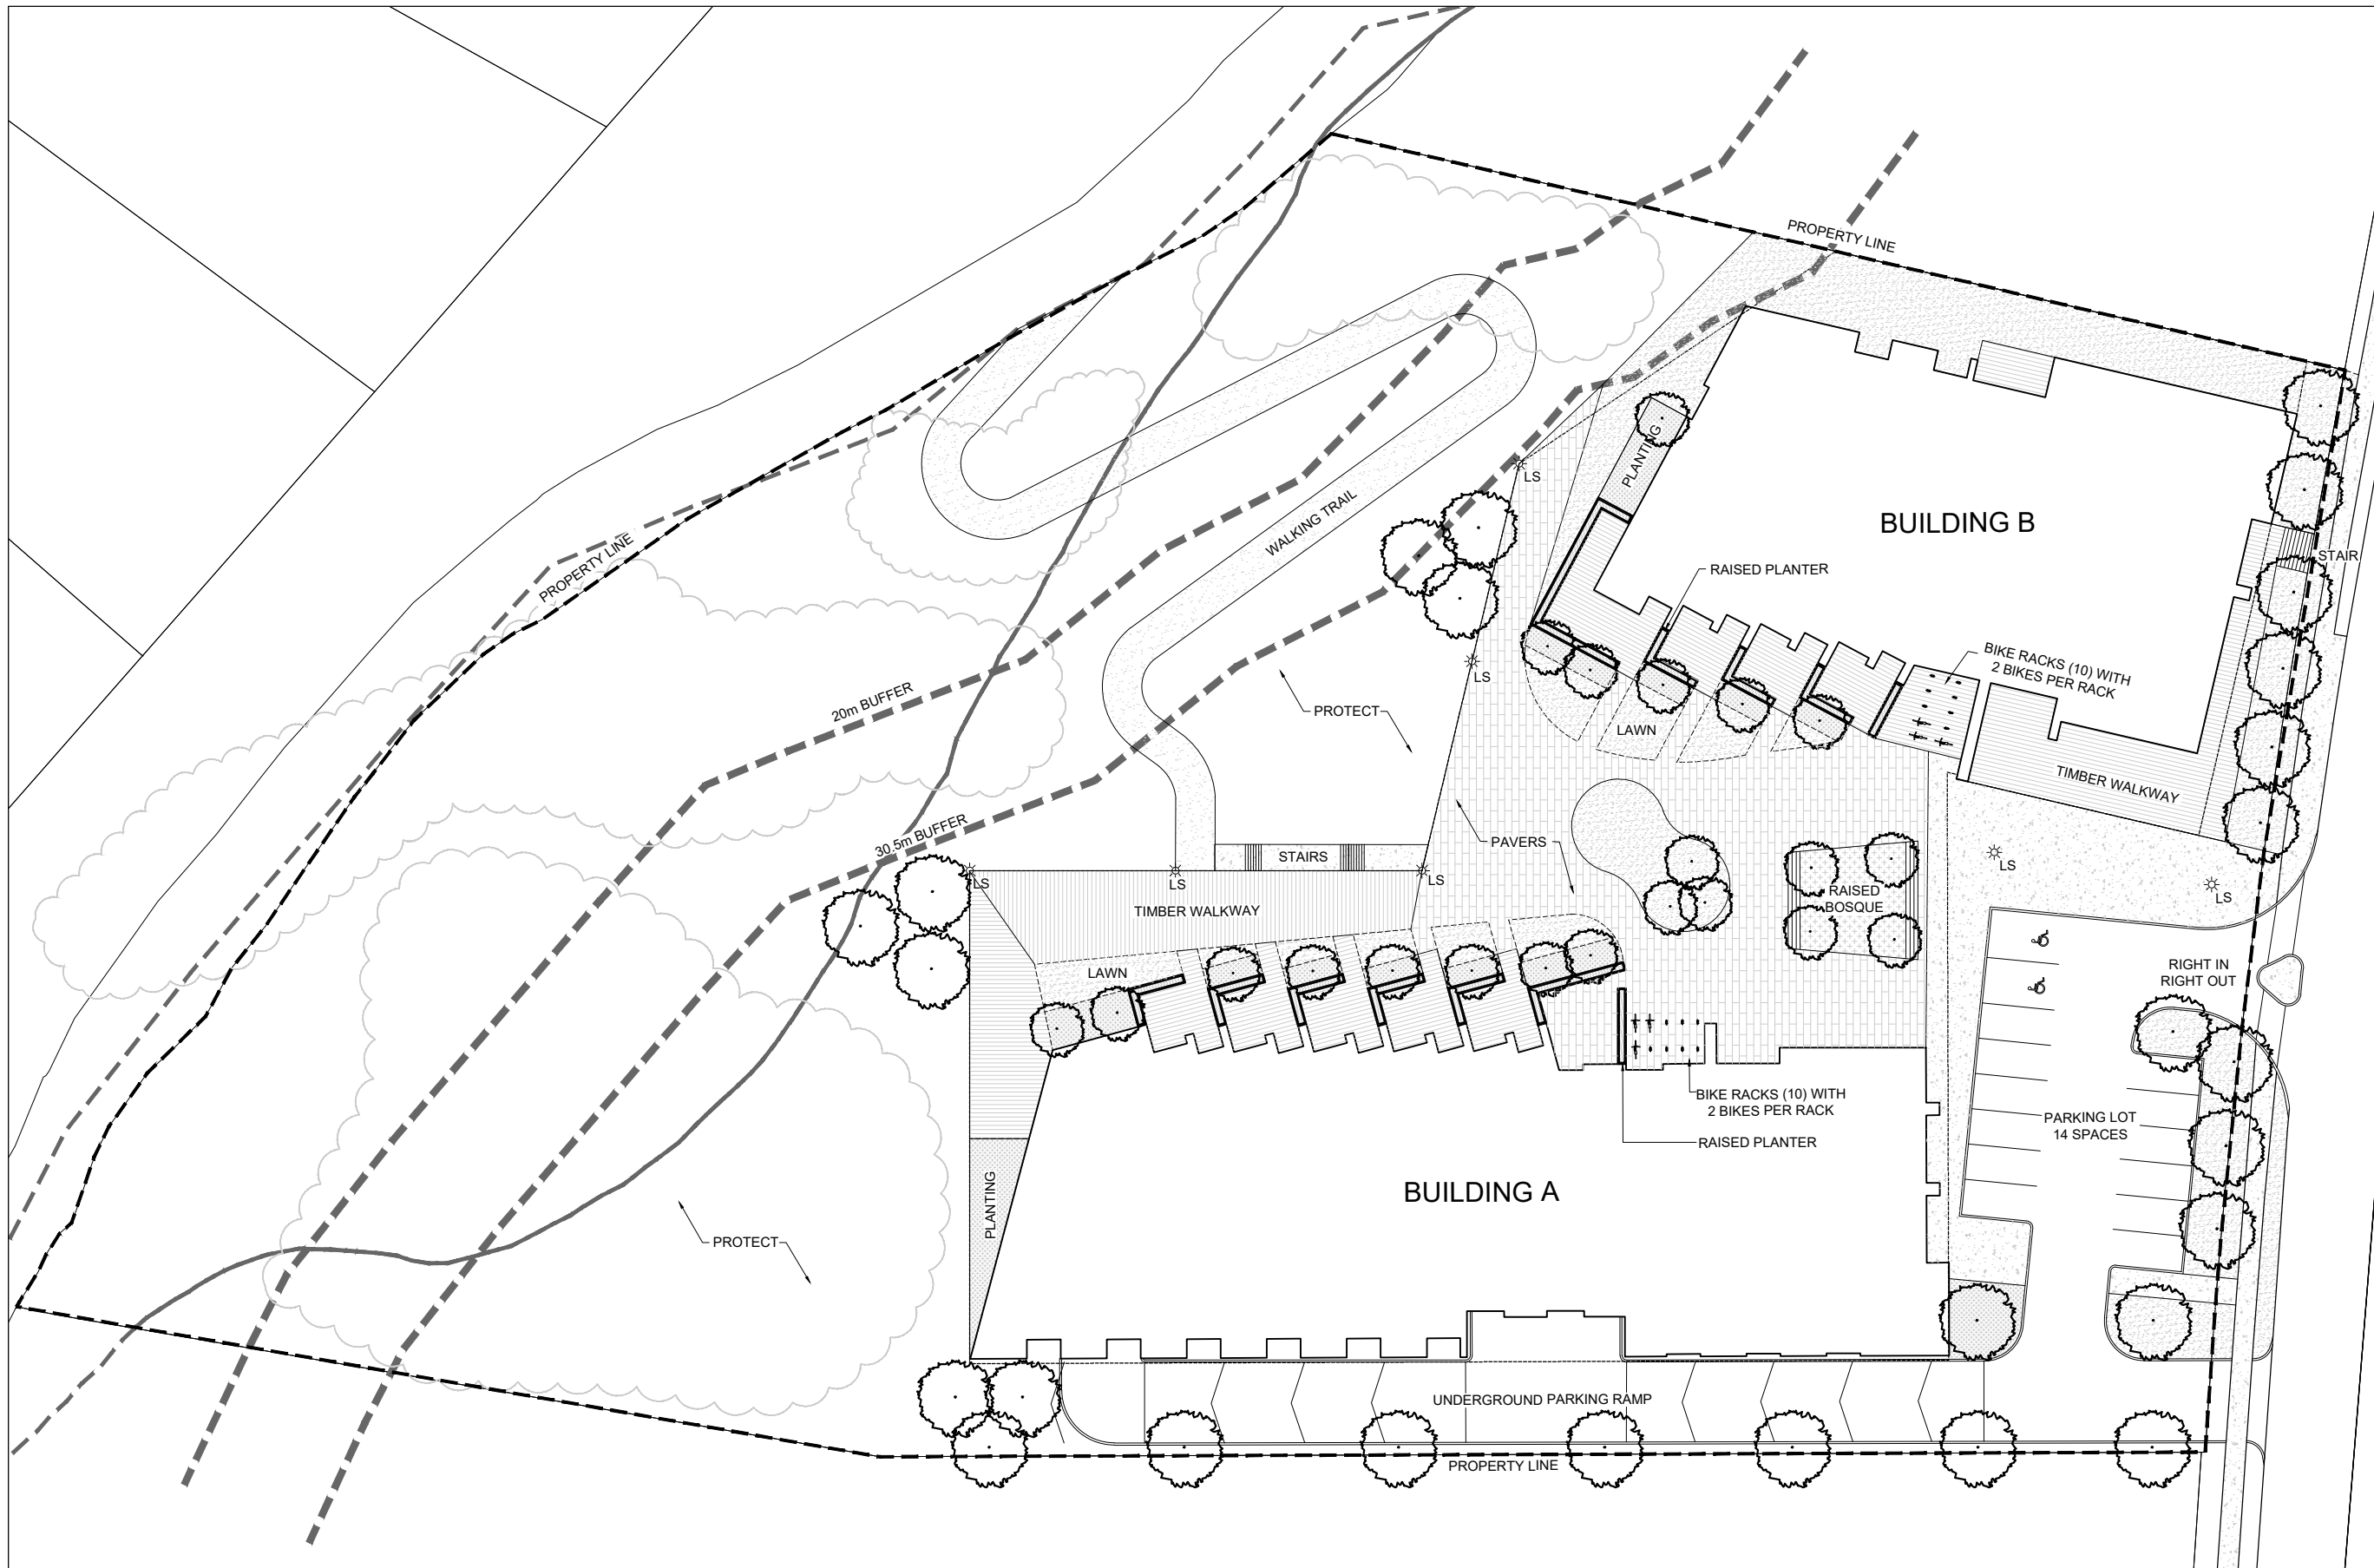 PROPERTY LINE
PLANTING
LS
BUILDING B
STAIR
WALKING TRAIL
PROPERTY LINE
RAISED PLANTER
LS
BIKE RACKS (10) WITH
2 BIKES PER RACK
20m BUFFER
PROTECT
LAWN
TIMBER WALKWAY
30.5m BUFFER
PAVERS
STAIRS
LS
LS
LS
LS
LS
RAISED
BOSQUE
TIMBER WALKWAY
LAWN
RIGHT IN
RIGHT OUT
BIKE RACKS (10) WITH
2 BIKES PER RACK
PARKING LOT
14 SPACES
RAISED PLANTER
PLANTING
BUILDING A
PROTECT
UNDERGROUND PARKING RAMP
PROPERTY LINE